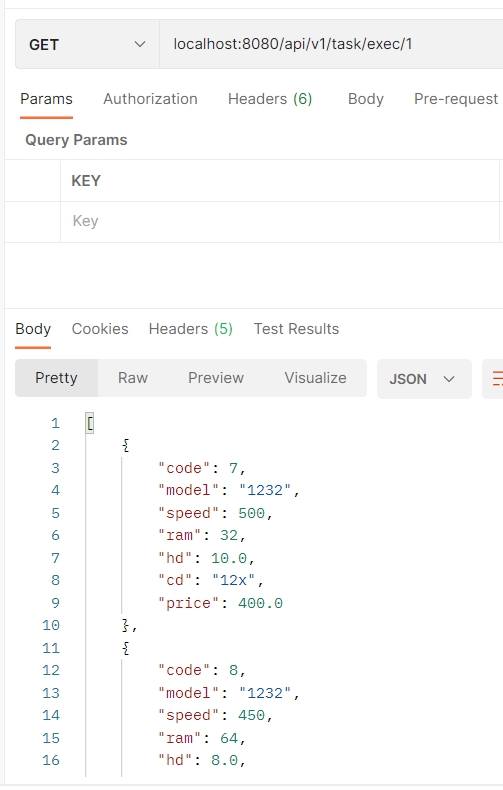 GET localhost:8080/api/v1/task/exec/1
Params Authorization Headers (6) Body Pre-request
Query Params
KEY
Key
Body Cookies Headers (5) Test Results
Pretty Raw Preview Visualize JSON
1 [
2 {
3 "code": 7,
4 "model": "1232",
5 "speed": 500,
6 "ram": 32,
7 "hd": 10.0,
8 "cd": "12x",
9 "price": 400.0
10 },
11 {
12 "code": 8,
13 "model": "1232",
14 "speed": 450,
15 "ram": 64,
16 "hd": 8.0,